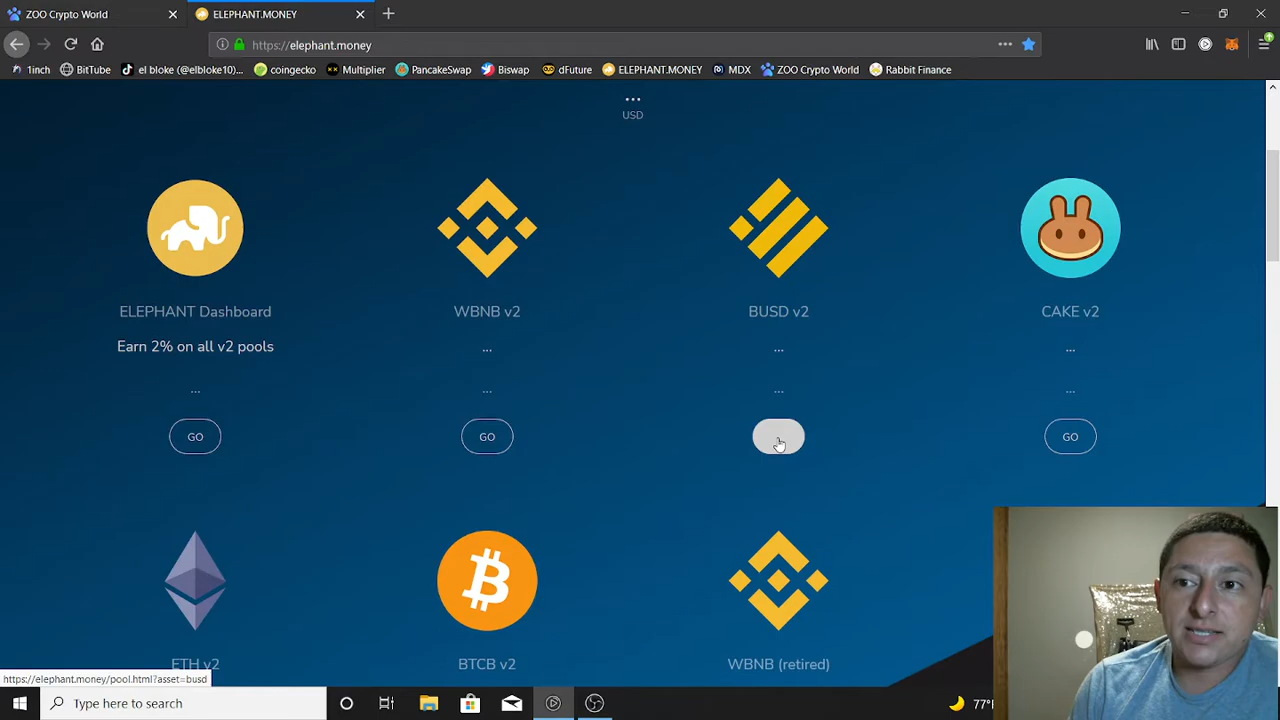 ZOO Crypto World
ELEPHANT.MONEY
https://elephant.money
1inch
BitTube
el bloke (@elbloke10)...
coingecko
Multiplier
PancakeSwap
Biswap
dFuture
ELEPHANT.MONEY
MDX
ZOO Crypto World
Rabbit Finance
...
USD
ELEPHANT Dashboard
WBNB v2
BUSD v2
CAKE v2
Earn 2% on all v2 pools
...
...
...
...
...
...
...
GO
GO
GO
ETH v2
BTCB v2
WBNB (retired)
https://elephant.money/pool.html?asset=busd
Type here to search
77°F